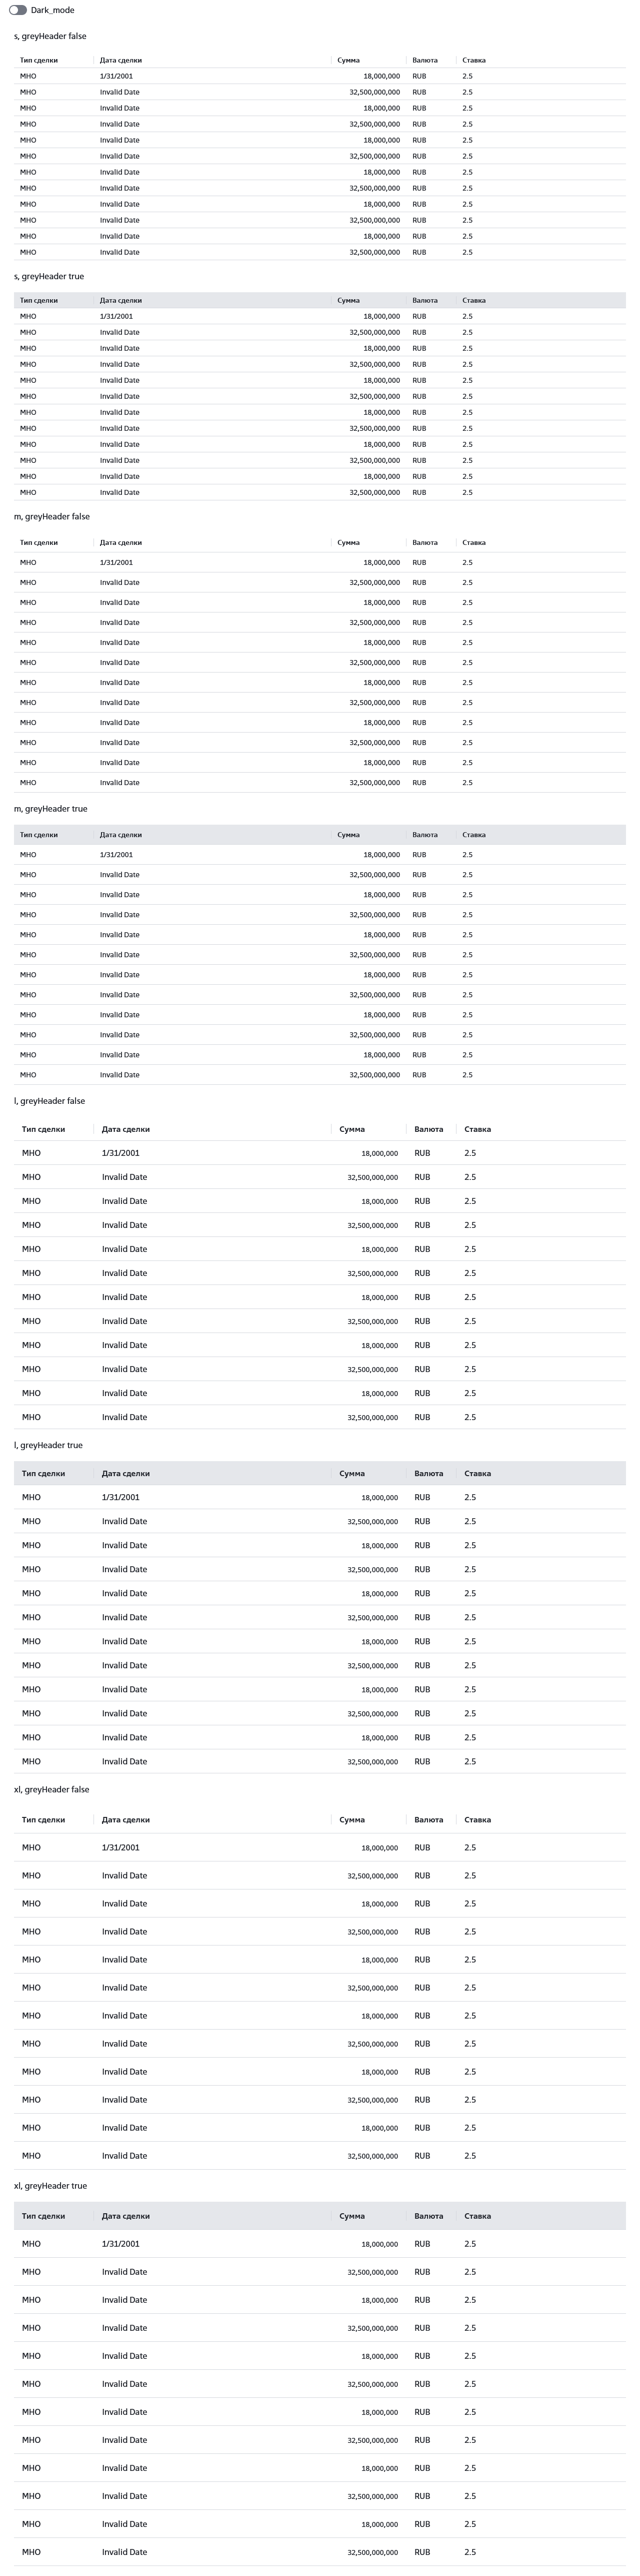 Dark_mode
s, greyHeader false
Тип сделки Дата сделки Сумма Валюта Ставка
МНО 1/31/2001 18,000,000 RUB 2.5
МНО Invalid Date 32,500,000,000 RUB 2.5
МНО Invalid Date 18,000,000 RUB 2.5
МНО Invalid Date 32,500,000,000 RUB 2.5
МНО Invalid Date 18,000,000 RUB 2.5
МНО Invalid Date 32,500,000,000 RUB 2.5
МНО Invalid Date 18,000,000 RUB 2.5
МНО Invalid Date 32,500,000,000 RUB 2.5
МНО Invalid Date 18,000,000 RUB 2.5
МНО Invalid Date 32,500,000,000 RUB 2.5
МНО Invalid Date 18,000,000 RUB 2.5
МНО Invalid Date 32,500,000,000 RUB 2.5
s, greyHeader true
Тип сделки Дата сделки Сумма Валюта Ставка
МНО 1/31/2001 18,000,000 RUB 2.5
МНО Invalid Date 32,500,000,000 RUB 2.5
МНО Invalid Date 18,000,000 RUB 2.5
МНО Invalid Date 32,500,000,000 RUB 2.5
МНО Invalid Date 18,000,000 RUB 2.5
МНО Invalid Date 32,500,000,000 RUB 2.5
МНО Invalid Date 18,000,000 RUB 2.5
МНО Invalid Date 32,500,000,000 RUB 2.5
МНО Invalid Date 18,000,000 RUB 2.5
МНО Invalid Date 32,500,000,000 RUB 2.5
МНО Invalid Date 18,000,000 RUB 2.5
МНО Invalid Date 32,500,000,000 RUB 2.5
m, greyHeader false
Тип сделки Дата сделки Сумма Валюта Ставка
МНО 1/31/2001 18,000,000 RUB 2.5
МНО Invalid Date 32,500,000,000 RUB 2.5
МНО Invalid Date 18,000,000 RUB 2.5
МНО Invalid Date 32,500,000,000 RUB 2.5
МНО Invalid Date 18,000,000 RUB 2.5
МНО Invalid Date 32,500,000,000 RUB 2.5
МНО Invalid Date 18,000,000 RUB 2.5
МНО Invalid Date 32,500,000,000 RUB 2.5
МНО Invalid Date 18,000,000 RUB 2.5
МНО Invalid Date 32,500,000,000 RUB 2.5
МНО Invalid Date 18,000,000 RUB 2.5
МНО Invalid Date 32,500,000,000 RUB 2.5
m, greyHeader true
Тип сделки Дата сделки Сумма Валюта Ставка
МНО 1/31/2001 18,000,000 RUB 2.5
МНО Invalid Date 32,500,000,000 RUB 2.5
МНО Invalid Date 18,000,000 RUB 2.5
МНО Invalid Date 32,500,000,000 RUB 2.5
МНО Invalid Date 18,000,000 RUB 2.5
МНО Invalid Date 32,500,000,000 RUB 2.5
МНО Invalid Date 18,000,000 RUB 2.5
МНО Invalid Date 32,500,000,000 RUB 2.5
МНО Invalid Date 18,000,000 RUB 2.5
МНО Invalid Date 32,500,000,000 RUB 2.5
МНО Invalid Date 18,000,000 RUB 2.5
МНО Invalid Date 32,500,000,000 RUB 2.5
l, greyHeader false
Тип сделки Дата сделки Сумма Валюта Ставка
МНО 1/31/2001 18,000,000 RUB 2.5
МНО Invalid Date 32,500,000,000 RUB 2.5
МНО Invalid Date 18,000,000 RUB 2.5
МНО Invalid Date 32,500,000,000 RUB 2.5
МНО Invalid Date 18,000,000 RUB 2.5
МНО Invalid Date 32,500,000,000 RUB 2.5
МНО Invalid Date 18,000,000 RUB 2.5
МНО Invalid Date 32,500,000,000 RUB 2.5
МНО Invalid Date 18,000,000 RUB 2.5
МНО Invalid Date 32,500,000,000 RUB 2.5
МНО Invalid Date 18,000,000 RUB 2.5
МНО Invalid Date 32,500,000,000 RUB 2.5
l, greyHeader true
Тип сделки Дата сделки Сумма Валюта Ставка
МНО 1/31/2001 18,000,000 RUB 2.5
МНО Invalid Date 32,500,000,000 RUB 2.5
МНО Invalid Date 18,000,000 RUB 2.5
МНО Invalid Date 32,500,000,000 RUB 2.5
МНО Invalid Date 18,000,000 RUB 2.5
МНО Invalid Date 32,500,000,000 RUB 2.5
МНО Invalid Date 18,000,000 RUB 2.5
МНО Invalid Date 32,500,000,000 RUB 2.5
МНО Invalid Date 18,000,000 RUB 2.5
МНО Invalid Date 32,500,000,000 RUB 2.5
МНО Invalid Date 18,000,000 RUB 2.5
МНО Invalid Date 32,500,000,000 RUB 2.5
xl, greyHeader false
Тип сделки Дата сделки Сумма Валюта Ставка
МНО 1/31/2001 18,000,000 RUB 2.5
МНО Invalid Date 32,500,000,000 RUB 2.5
МНО Invalid Date 18,000,000 RUB 2.5
МНО Invalid Date 32,500,000,000 RUB 2.5
МНО Invalid Date 18,000,000 RUB 2.5
МНО Invalid Date 32,500,000,000 RUB 2.5
МНО Invalid Date 18,000,000 RUB 2.5
МНО Invalid Date 32,500,000,000 RUB 2.5
МНО Invalid Date 18,000,000 RUB 2.5
МНО Invalid Date 32,500,000,000 RUB 2.5
МНО Invalid Date 18,000,000 RUB 2.5
МНО Invalid Date 32,500,000,000 RUB 2.5
xl, greyHeader true
Тип сделки Дата сделки Сумма Валюта Ставка
МНО 1/31/2001 18,000,000 RUB 2.5
МНО Invalid Date 32,500,000,000 RUB 2.5
МНО Invalid Date 18,000,000 RUB 2.5
МНО Invalid Date 32,500,000,000 RUB 2.5
МНО Invalid Date 18,000,000 RUB 2.5
МНО Invalid Date 32,500,000,000 RUB 2.5
МНО Invalid Date 18,000,000 RUB 2.5
МНО Invalid Date 32,500,000,000 RUB 2.5
МНО Invalid Date 18,000,000 RUB 2.5
МНО Invalid Date 32,500,000,000 RUB 2.5
МНО Invalid Date 18,000,000 RUB 2.5
МНО Invalid Date 32,500,000,000 RUB 2.5